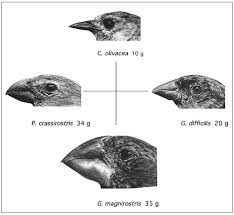 C. olivacea 10 g
P. crassirostris 34 g
G. difficilis 20 g
G. magnirostris 35 g